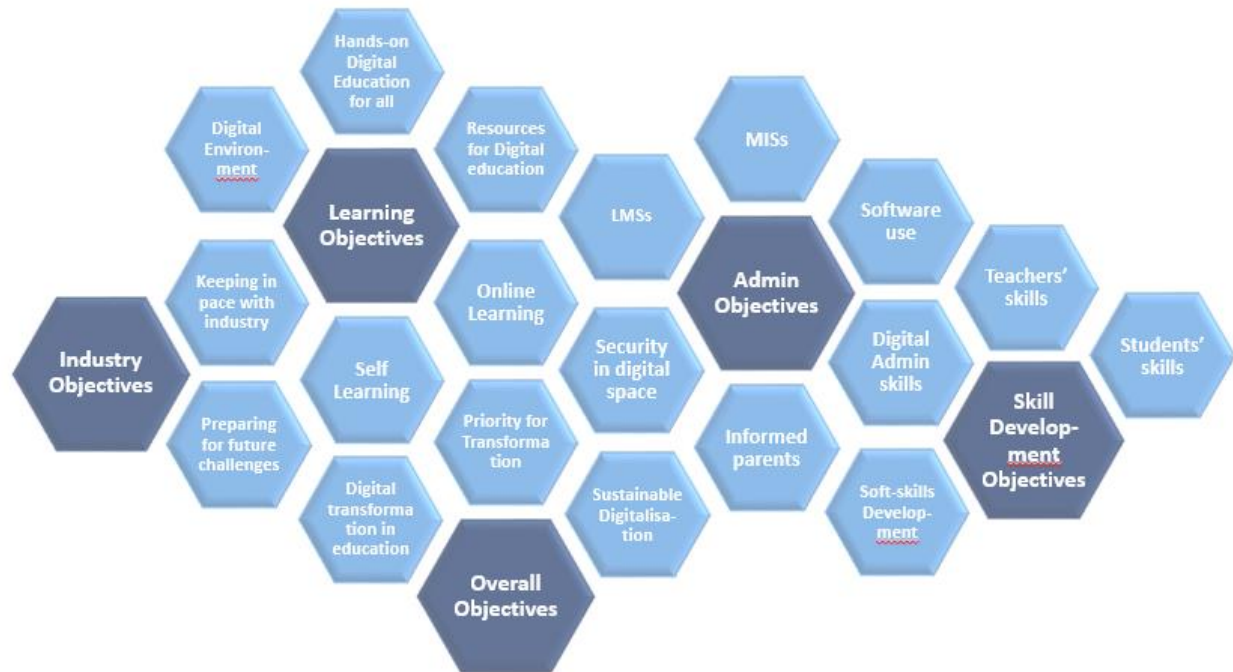 Hands-on
Digital
Education
for all
Digital
Environ-
ment
Resources
for Digital
education
MISs
Learning
Objectives
LMSs
Software
use
Keeping in
pace with
industry
Online
Learning
Admin
Objectives
Teachers'
skills
Industry
Objectives
Self
Learning
Security
in digital
space
Digital
Admin
skills
Students'
skills
Preparing
for future
challenges
Priority for
Transforma
tion
Informed
parents
Skill
Develop-
ment
Objectives
Digital
transforma
tion in
education
Sustainable
Digitalisa-
tion
Soft-skills
Develop-
ment
Overall
Objectives